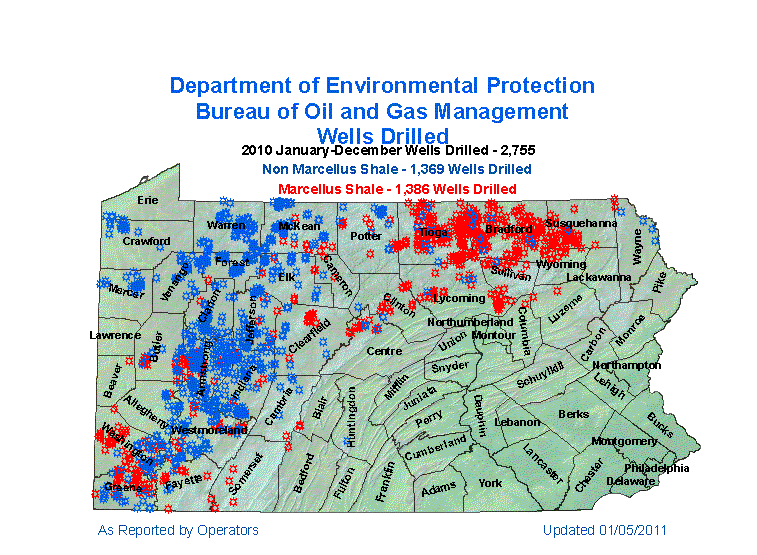 Department of Environmental Protection
Bureau of Oil and Gas Management
Wells Drilled
2010 January-December Wells Drilled - 2,755
Non Marcellus Shale - 1,369 Wells Drilled
Marcellus Shale - 1,386 Wells Drilled
Erie
Warren
McKean
Potter
Tioga
Bradford
Susquehanna
Wayne
Crawford
Forest
Elk
Cameron
Sullivan
Wyoming
Lackawanna
Pike
Mercer
Venango
Clarion
Jefferson
Clinton
Lycoming
Luzerne
Lawrence
Butler
Clearfield
Centre
Northumberland
Union
Montour
Columbia
Carbon
Monroe
Beaver
Armstrong
Indiana
Snyder
Schuylkill
Northampton
Lehigh
Allegheny
Cambria
Blair
Huntingdon
Mifflin
Juniata
Perry
Dauphin
Lebanon
Berks
Bucks
Washington
Westmoreland
Cumberland
Montgomery
Greene
Fayette
Somerset
Bedford
Fulton
Franklin
Adams
York
Lancaster
Chester
Philadelphia
Delaware
As Reported by Operators
Updated 01/05/2011